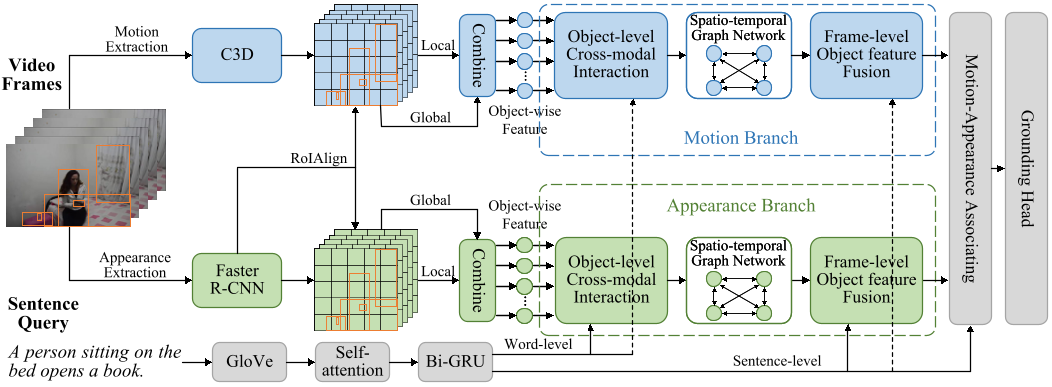 Video
Frames
Motion
Extraction
C3D
Local
Global
Combine
Object-wise
Feature
Object-level
Cross-modal
Interaction
Spatio-temporal
Graph Network
Frame-level
Object feature
Fusion
Motion Branch
RoIAlign
Appearance
Extraction
Faster
R-CNN
Global
Local
Combine
Object-wise
Feature
Appearance Branch
Object-level
Cross-modal
Interaction
Spatio-temporal
Graph Network
Frame-level
Object feature
Fusion
Motion-Appearance Associating
Grounding Head
Sentence
Query
A person sitting on the
bed opens a book.
GloVe
Self-
attention
Bi-GRU
Word-level
Sentence-level